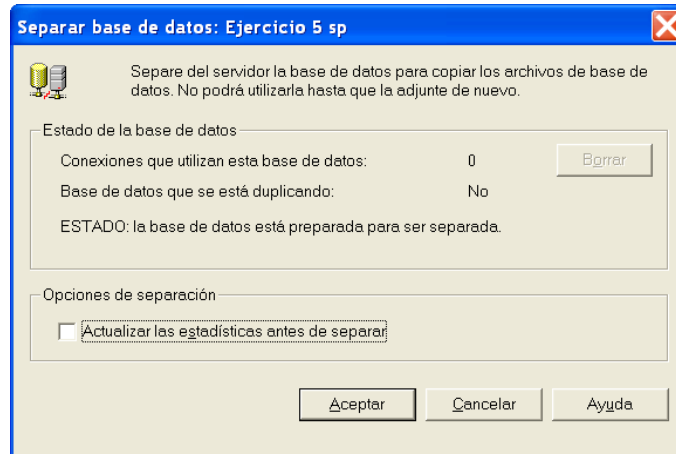 Separar base de datos: Ejercicio 5 sp
Separe del servidor la base de datos para copiar los archivos de base de
datos. No podrá utilizarla hasta que la adjunte de nuevo.
Estado de la base de datos
Conexiones que utilizan esta base de datos: 0 Borrar
Base de datos que se está duplicando: No
ESTADO: la base de datos está preparada para ser separada.
Opciones de separación
Actualizar las estadísticas antes de separar
Aceptar Cancelar Ayuda